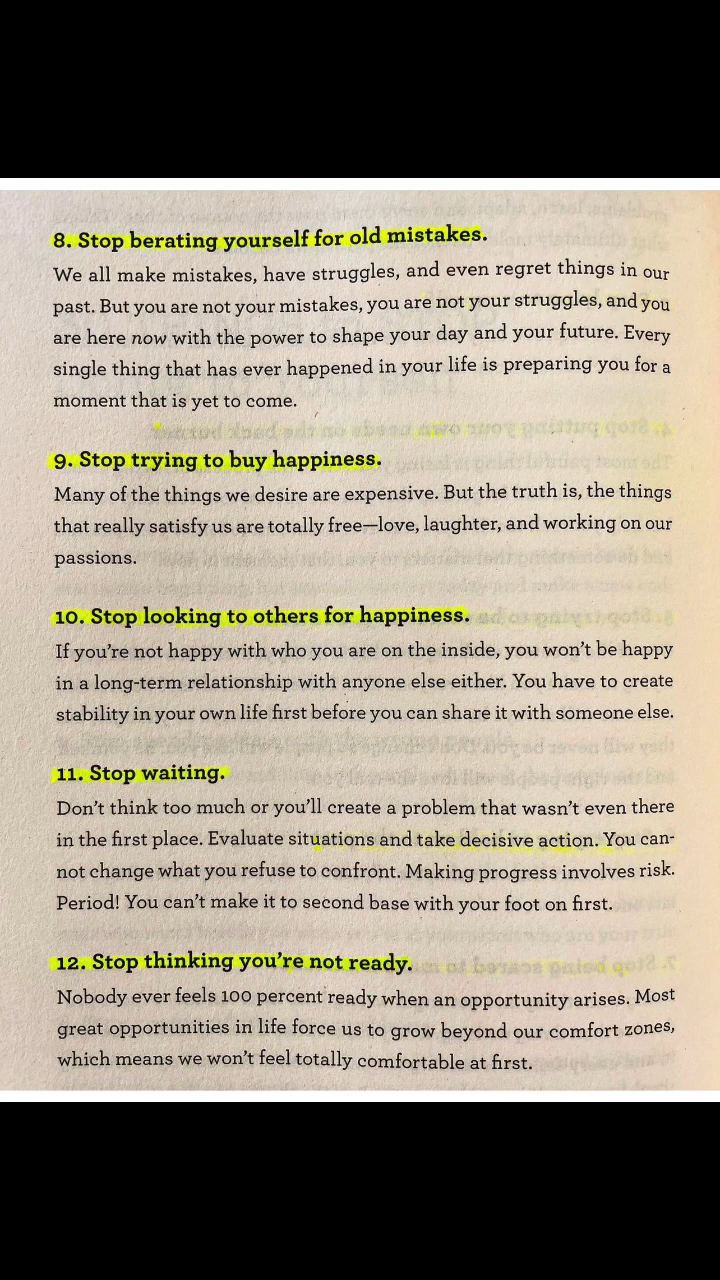 8. Stop berating yourself for old mistakes.
We all make mistakes, have struggles, and even regret things in our
past. But you are not your mistakes, you are not your struggles, and you
are here now with the power to shape your day and your future. Every
single thing that has ever happened in your life is preparing you for a
moment that is yet to come.
9. Stop trying to buy happiness.
Many of the things we desire are expensive. But the truth is, the things
that really satisfy us are totally free—love, laughter, and working on our
passions.
10. Stop looking to others for happiness.
If you're not happy with who you are on the inside, you won't be happy
in a long-term relationship with anyone else either. You have to create
stability in your own life first before you can share it with someone else.
11. Stop waiting.
Don't think too much or you'll create a problem that wasn't even there
in the first place. Evaluate situations and take decisive action. You can-
not change what you refuse to confront. Making progress involves risk.
Period! You can't make it to second base with your foot on first.
12. Stop thinking you're not ready.
Nobody ever feels 100 percent ready when an opportunity arises. Most
great opportunities in life force us to grow beyond our comfort zones,
which means we won't feel totally comfortable at first.